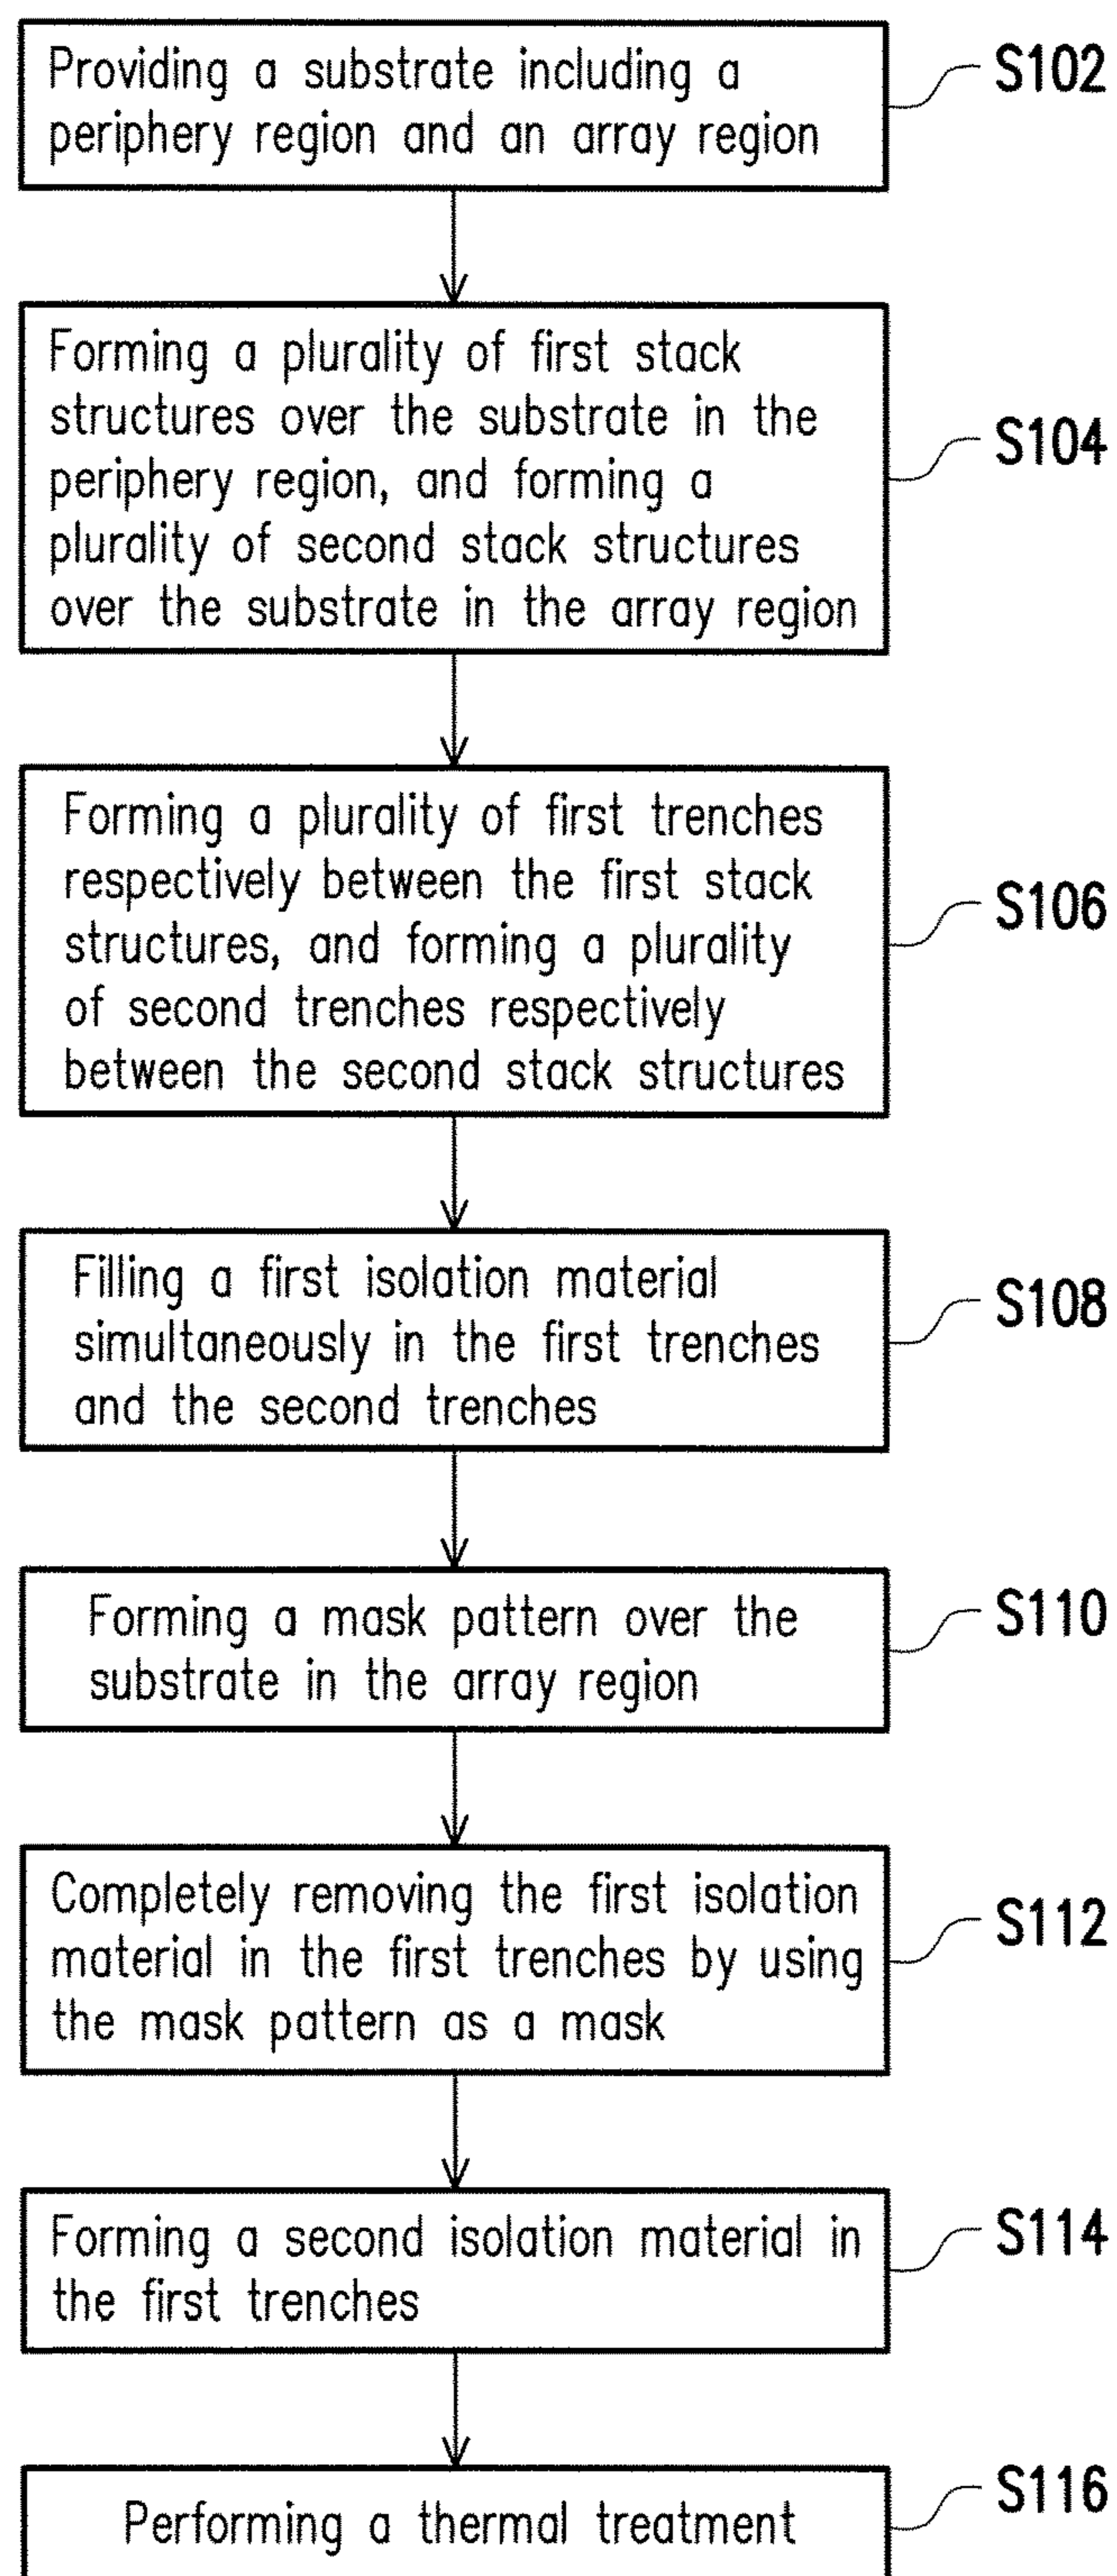 Providing a substrate including a
periphery region and an array region
S102
Forming a plurality of first stack
structures over the substrate in the
periphery region, and forming a
plurality of second stack structures
over the substrate in the array region
S104
Forming a plurality of first trenches
respectively between the first stack
structures, and forming a plurality
of second trenches respectively
between the second stack structures
S106
Filling a first isolation material
simultaneously in the first trenches
and the second trenches
S108
Forming a mask pattern over the
substrate in the array region
S110
Completely removing the first isolation
material in the first trenches by using
the mask pattern as a mask
S112
Forming a second isolation material in
the first trenches
S114
Performing a thermal treatment
S116